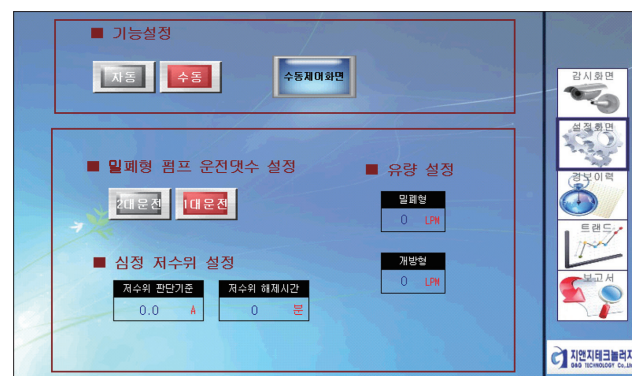 ■ 기능설정
자동 수동 수동제어화면
■ 밀폐형 펌프 운전댓수 설정
2대운전 1대운전
■ 심정 저수위 설정
저수위 판단기준 저수위 해제시간
0.0 A 0 분
■ 유량 설정
밀폐형
0 LPM
개방형
0 LPM
감시화면
설정화면
경보이력
트랜드
보고서
지앤지테크놀러지
G&G TECHNOLOGY Co.,Ltd